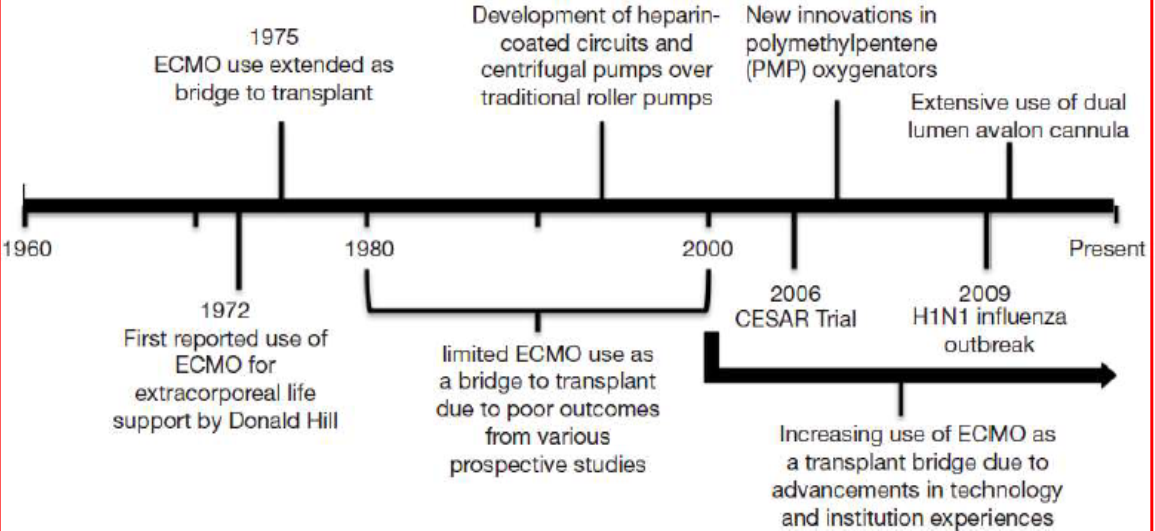 1975
ECMO use extended as
bridge to transplant
Development of heparin-
coated circuits and
centrifugal pumps over
traditional roller pumps
New innovations in
polymethylpentene
(PMP) oxygenators
Extensive use of dual
lumen avalon cannula
1960
1980
2000
Present
1972
First reported use of
ECMO for
extracorporeal life
support by Donald Hill
limited ECMO use as
a bridge to transplant
due to poor outcomes
from various
prospective studies
2006
CESAR Trial
2009
H1N1 influenza
outbreak
Increasing use of ECMO as
a transplant bridge due to
advancements in technology
and institution experiences